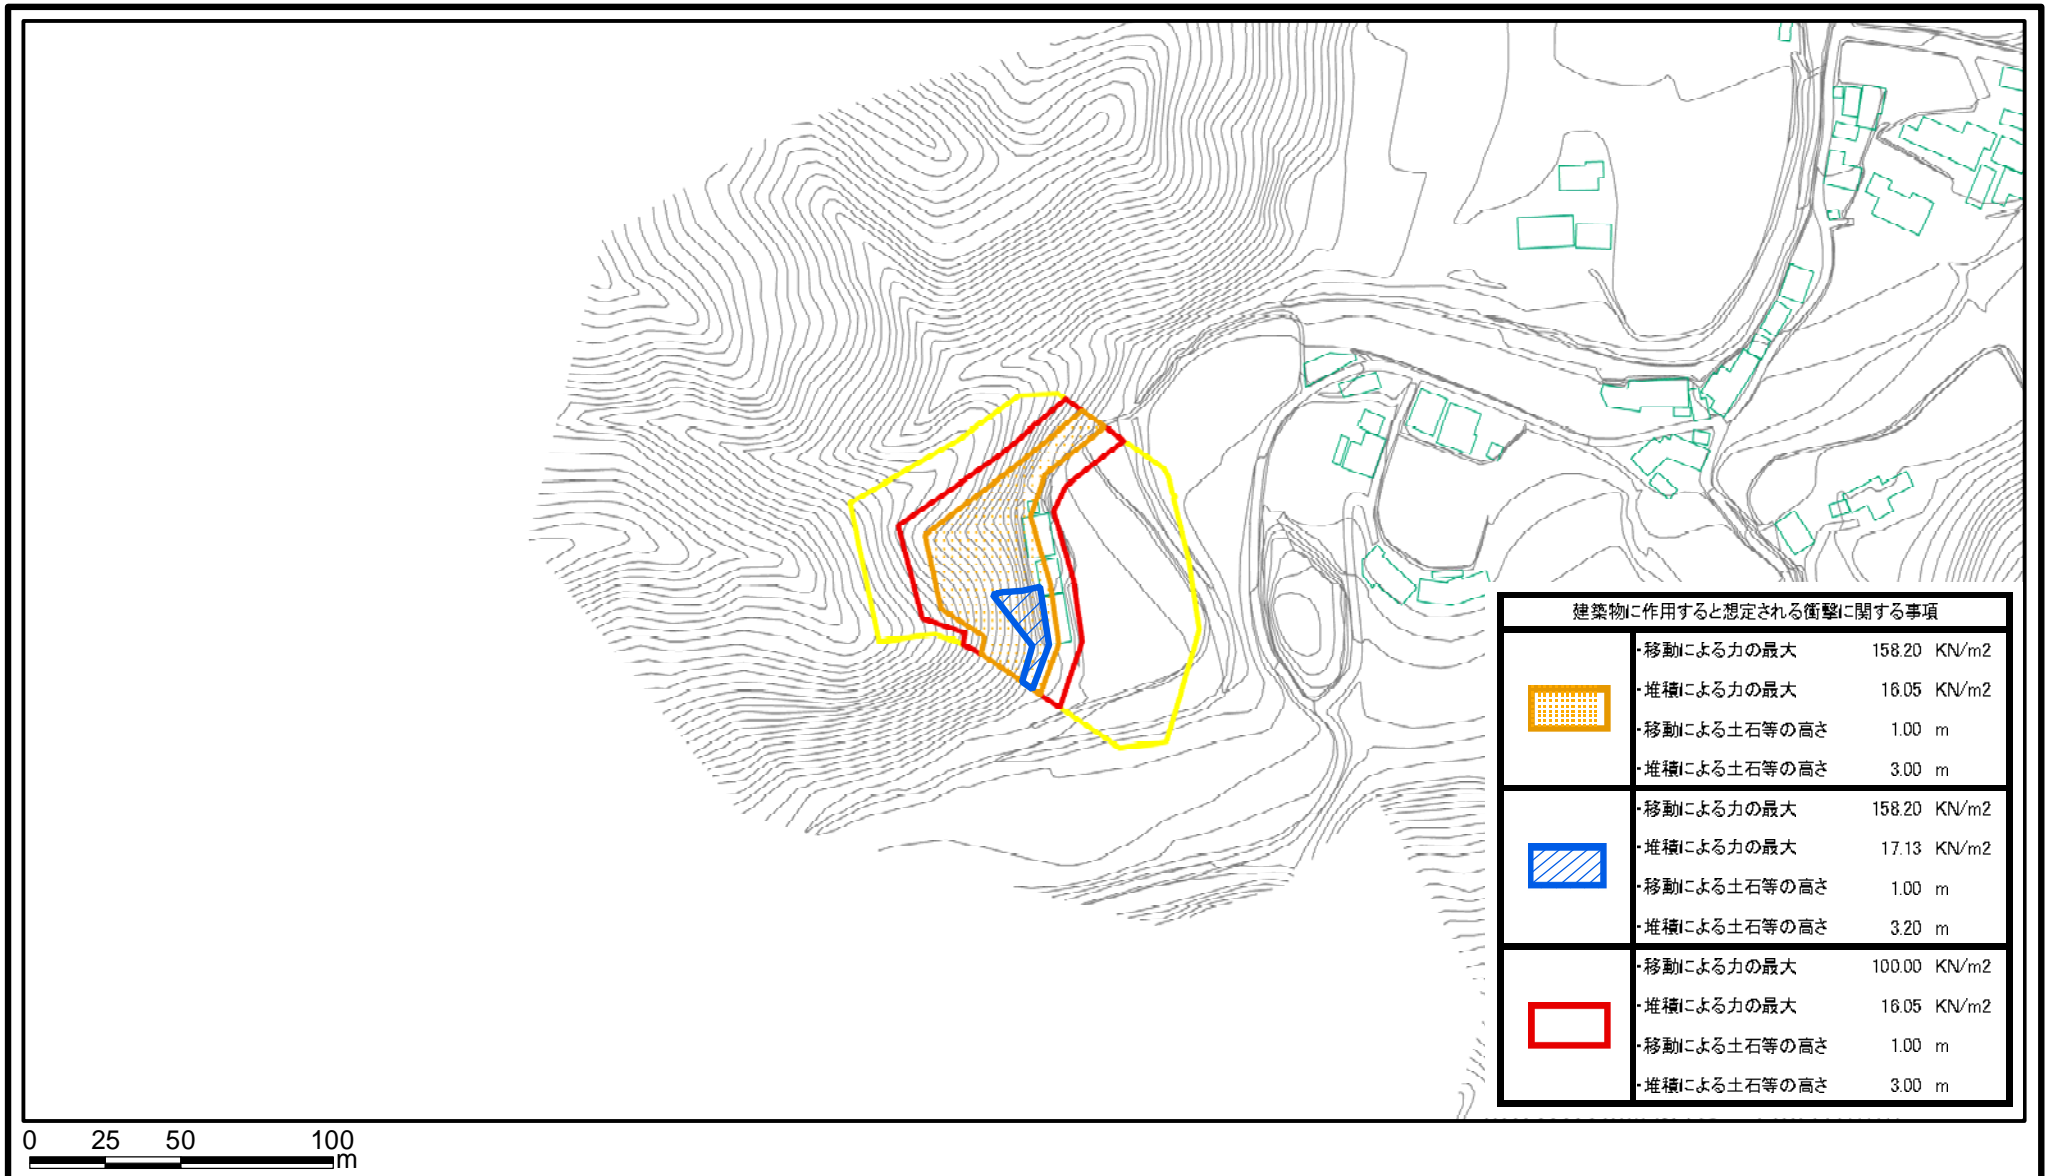 建築物に作用すると想定される衝撃に関する事項
・移動による力の最大 158.20 KN/m2
・堆積による力の最大 16.05 KN/m2
・移動による土石等の高さ 1.00 m
・堆積による土石等の高さ 3.00 m
・移動による力の最大 158.20 KN/m2
・堆積による力の最大 17.13 KN/m2
・移動による土石等の高さ 1.00 m
・堆積による土石等の高さ 3.20 m
・移動による力の最大 100.00 KN/m2
・堆積による力の最大 16.05 KN/m2
・移動による土石等の高さ 1.00 m
・堆積による土石等の高さ 3.00 m
0 25 50 100
m